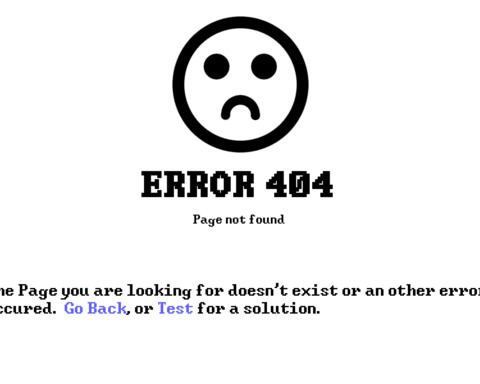 ERROR 404
Page not found
he Page you are looking for doesn't exist or an other erro
ccured. Go Back, or Test for a solution.